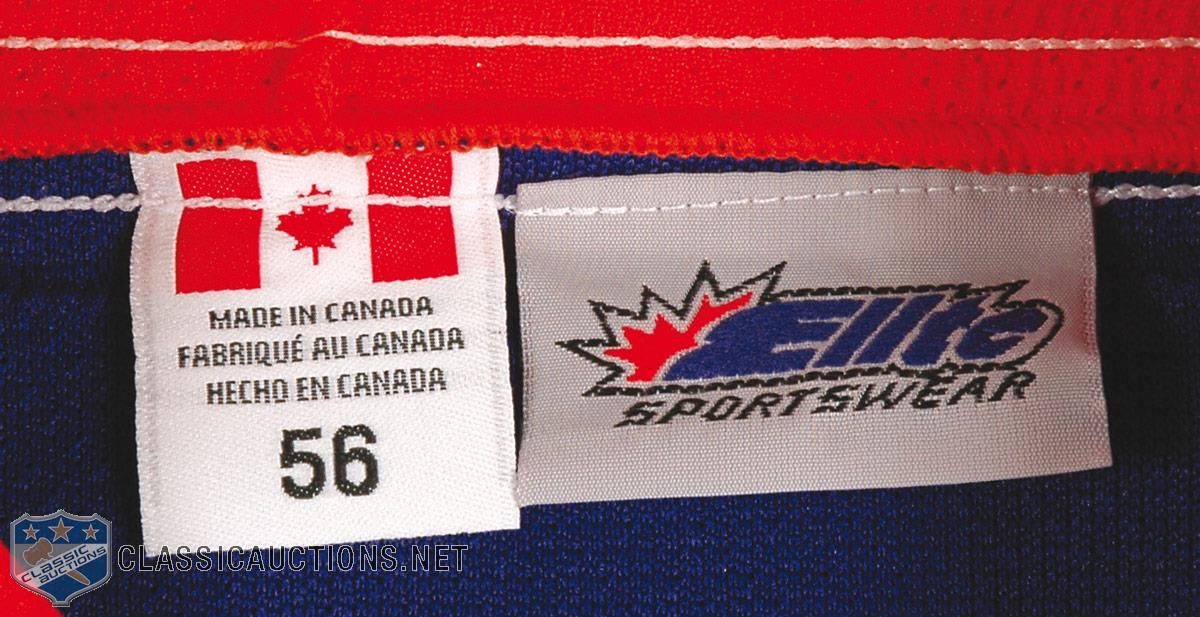 MADE IN CANADA
FABRIQUÉ AU CANADA
HECHO EN CANADA
56
Elite
SPORTSWEAR
CLASSIC
AUCTIONS
CLASSICAUCTIONS.NET